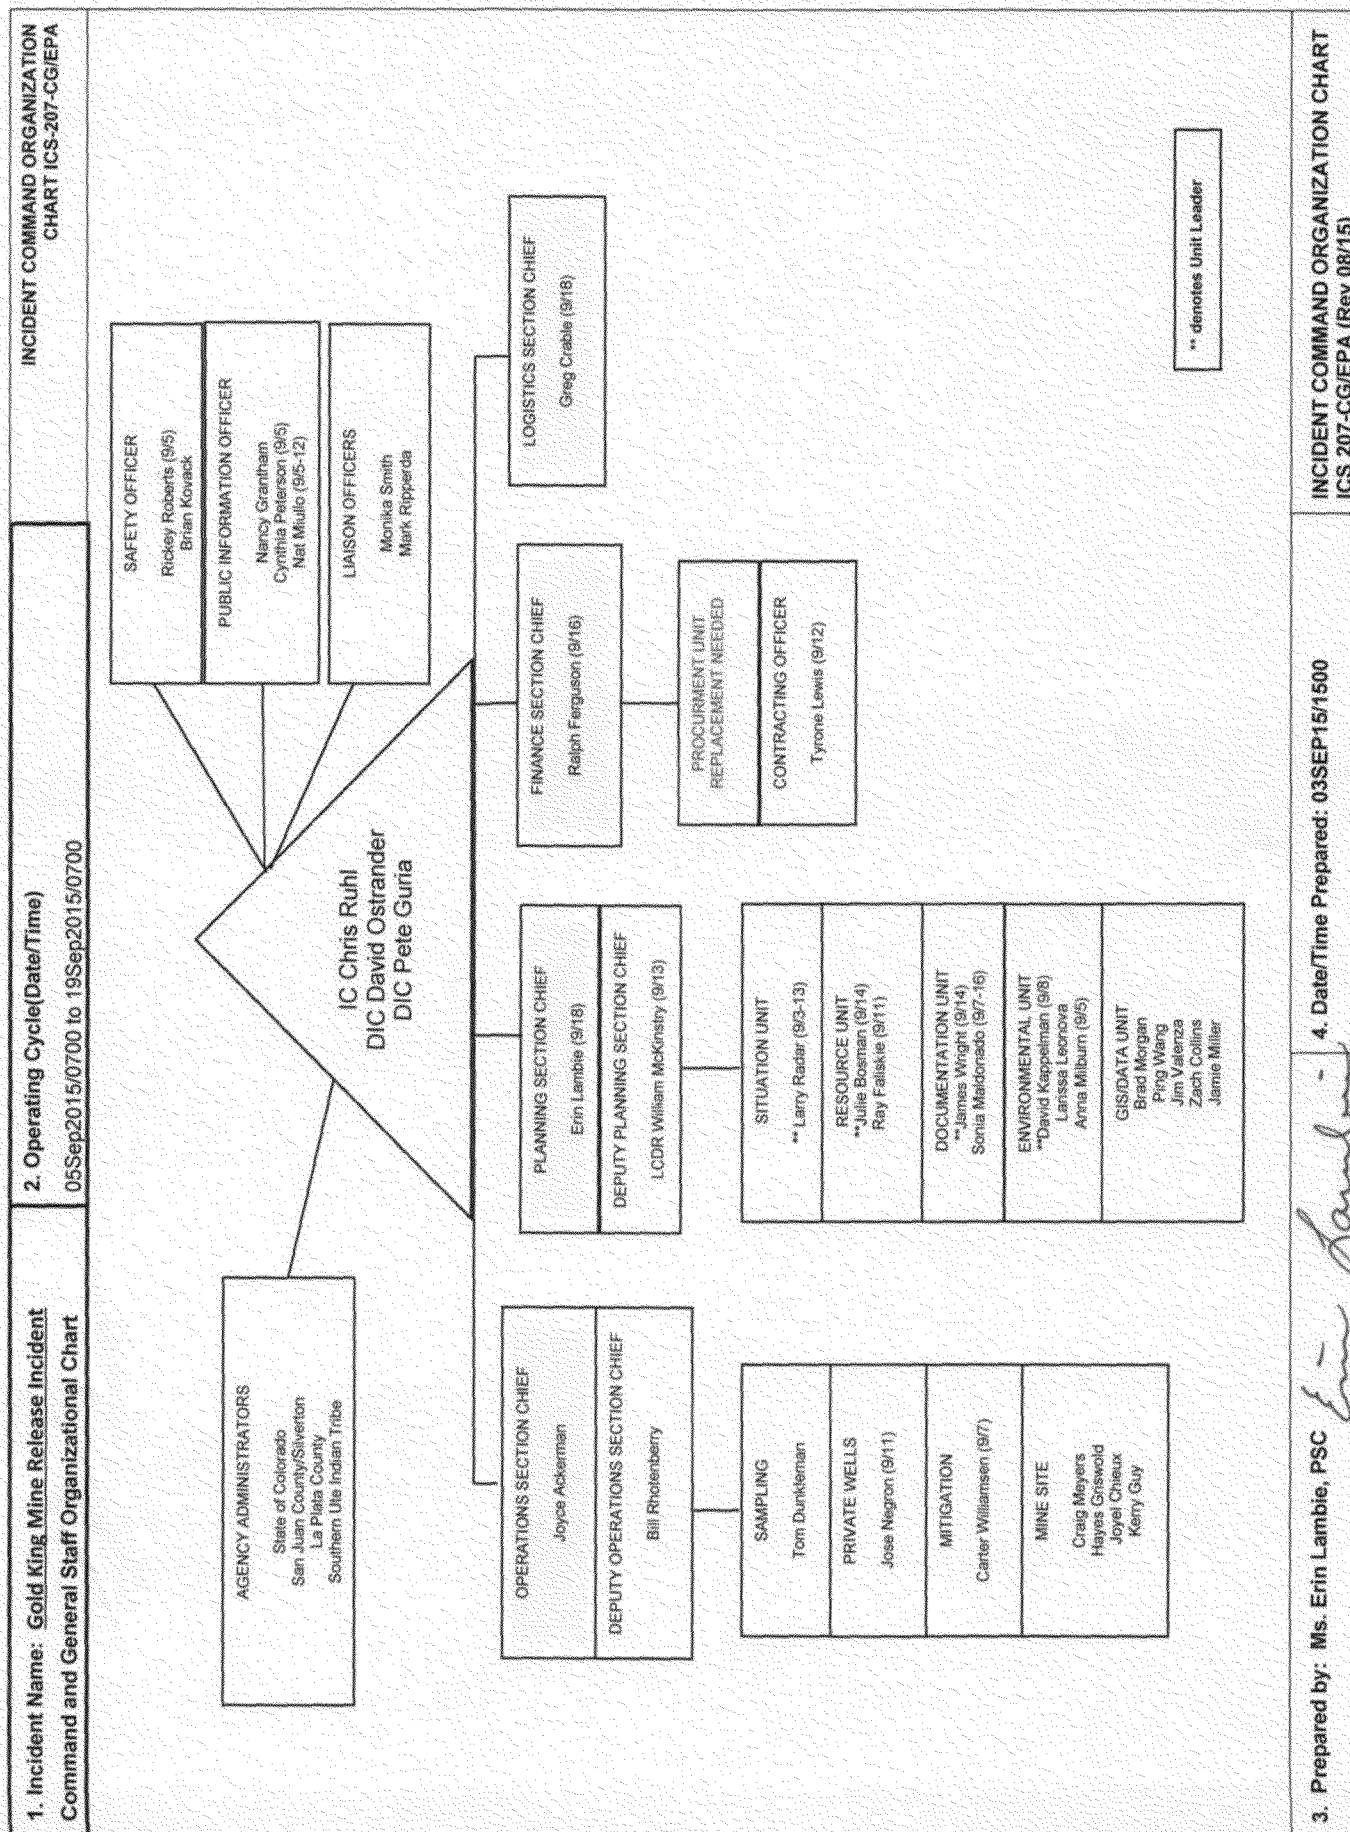 1. Incident Name: Gold King Mine Release Incident
Command and General Staff Organizational Chart
2. Operating Cycle(Date/Time)
05Sep2015/0700 to 19Sep2015/0700
INCIDENT COMMAND ORGANIZATION
CHART ICS-207-CG/EPA
AGENCY ADMINISTRATORS
State of Colorado
San Juan County/Silverton
La Plata County
Southern Ute Indian Tribe
IC Chris Ruhl
DIC David Ostrander
DIC Pete Guria
SAFETY OFFICER
Rickey Roberts (9/5)
Brian Kovack
PUBLIC INFORMATION OFFICER
Nancy Grantham
Cynthia Peterson (9/5)
Nat Miullo (9/5-12)
LIAISON OFFICERS
Monika Smith
Mark Ripperda
OPERATIONS SECTION CHIEF
Joyce Ackerman
DEPUTY OPERATIONS SECTION CHIEF
Bill Rhotenberry
SAMPLING
Tom Dunkleman
PRIVATE WELLS
Jose Negron (9/11)
MITIGATION
Carter Williamsen (9/7)
MINE SITE
Craig Meyers
Hayes Griswold
Joyel Chieux
Kerry Guy
PLANNING SECTION CHIEF
Erin Lambie (9/18)
DEPUTY PLANNING SECTION CHIEF
LCDR Wiliam McKinstry (9/13)
SITUATION UNIT
** Larry Radar (9/3-13)
RESOURCE UNIT
**Julie Bosman (9/14)
Ray Faliskie (9/11)
DOCUMENTATION UNIT
**James Wright (9/14)
Sonia Maldonado (9/7-16)
ENVIRONMENTAL UNIT
**David Kappelman (9/8)
Larissa Leonova
Anna Milburn (9/5)
GIS/DATA UNIT
Brad Morgan
Ping Wang
Jim Valenza
Zach Collins
Jamie Miller
FINANCE SECTION CHIEF
Ralph Ferguson (9/16)
PROCURMENT UNIT
REPLACEMENT NEEDED
CONTRACTING OFFICER
Tyrone Lewis (9/12)
LOGISTICS SECTION CHIEF
Greg Crable (9/18)
** denotes Unit Leader
3. Prepared by: Ms. Erin Lambie, PSC
Erin Lambie
4. Date/Time Prepared: 03SEP15/1500
INCIDENT COMMAND ORGANIZATION CHART
ICS 207-CG/EPA (Rev 08/15)